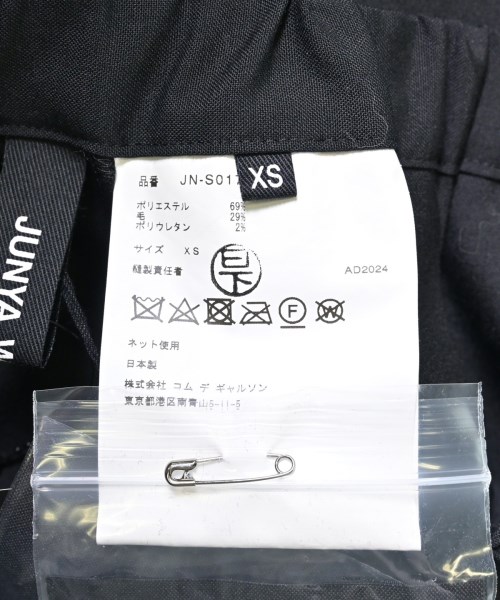 品番 JN-S017
XS
ポリエステル 69%
毛 29%
ポリウレタン 2%
サイズ XS
縫製責任者
AD2024
F
W
ネット使用
日本製
株式会社 コム デ ギャルソン
東京都港区南青山5-11-5
JUNYA W